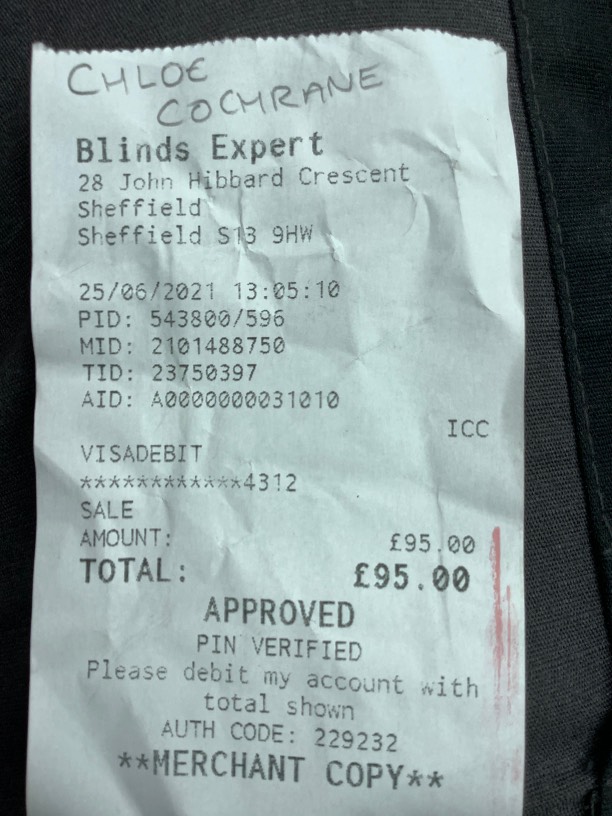 CHLOE
COCHRANE
Blinds Expert
28 John Hibbard Crescent
Sheffield
Sheffield S13 9HW
25/06/2021 13:05:10
PID: 543800/596
MID: 2101488750
TID: 23750397
AID: A0000000031010
ICC
VISADEBIT
************4312
SALE
AMOUNT: £95.00
TOTAL: £95.00
APPROVED
PIN VERIFIED
Please debit my account with
total shown
AUTH CODE: 229232
**MERCHANT COPY**